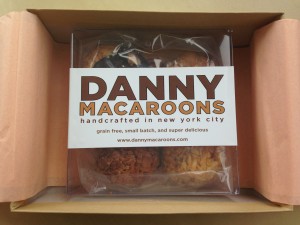 DANNY
MACAROONS
handcrafted in new york city
grain free, small batch, and super delicious
www.dannymacaroons.com